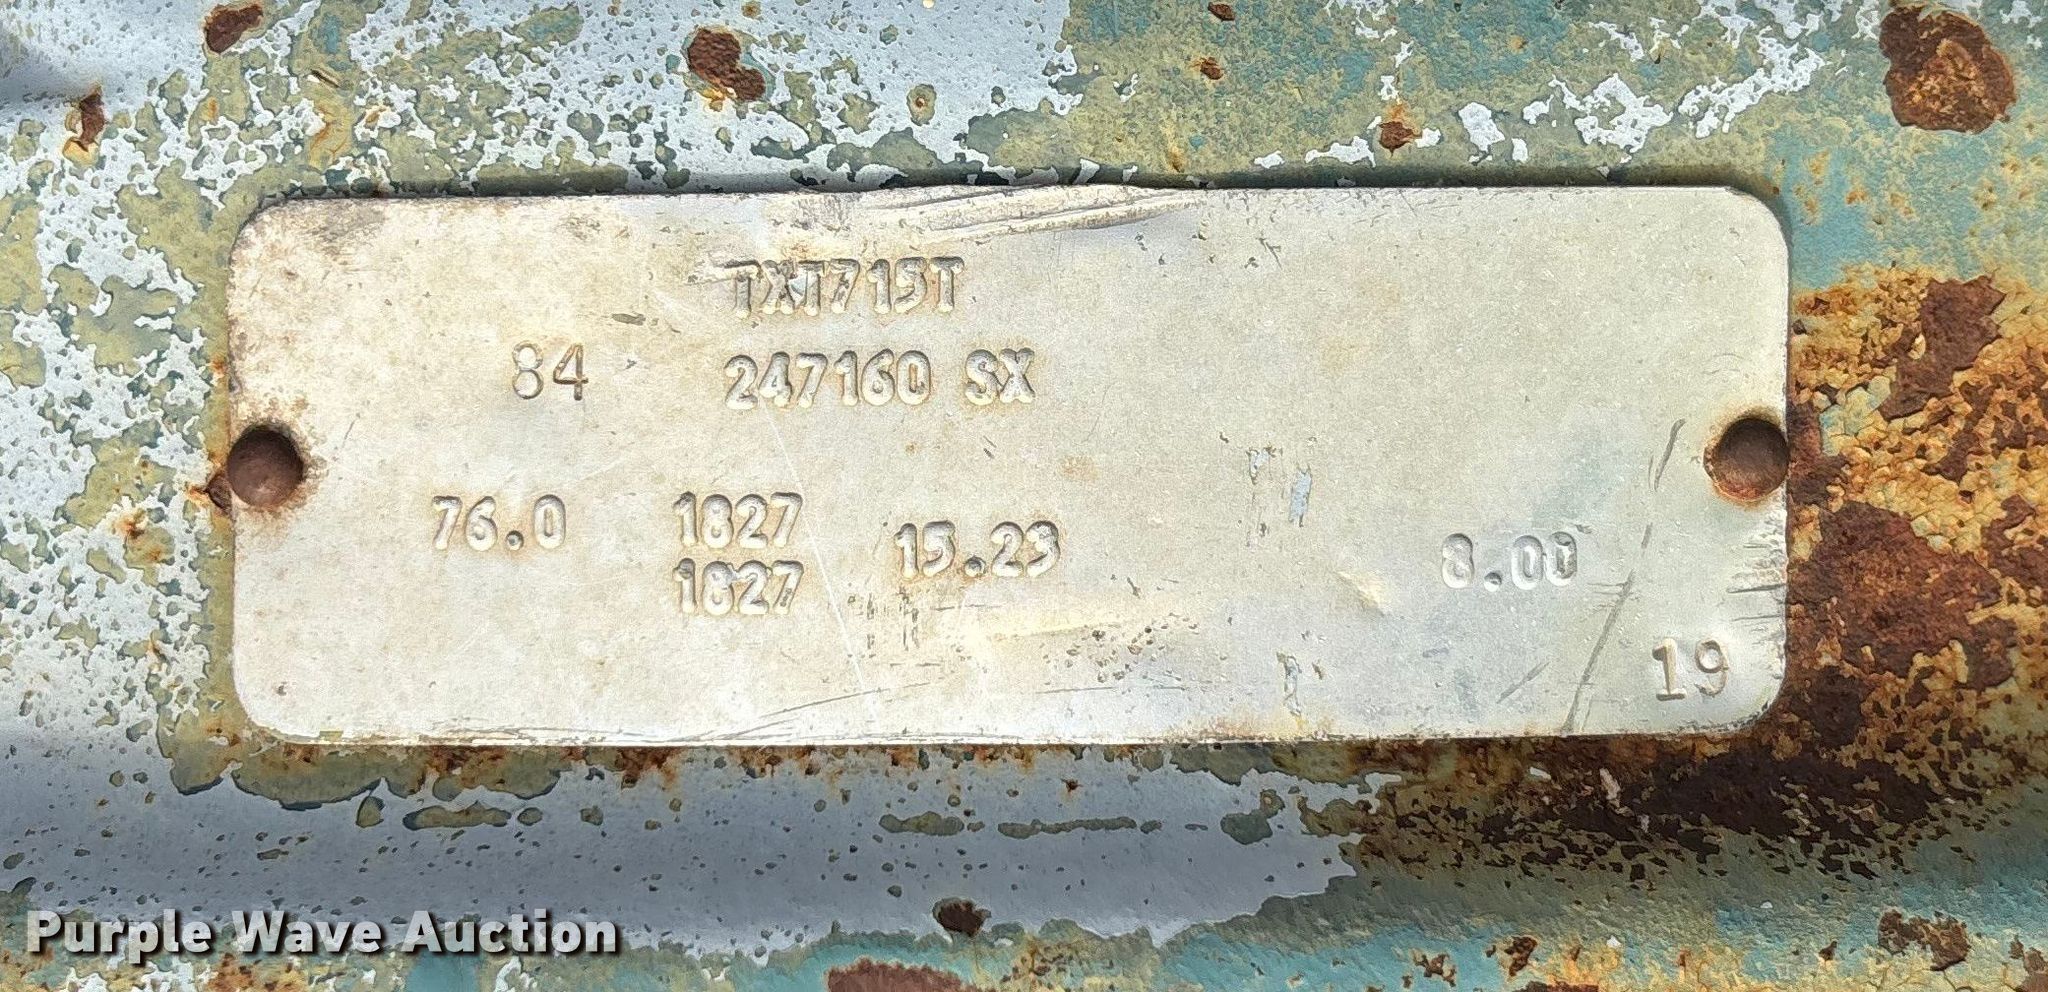 TXT715T
84 247160 SX
76.0 1827 15.23 8.00
1827
19
Purple Wave Auction